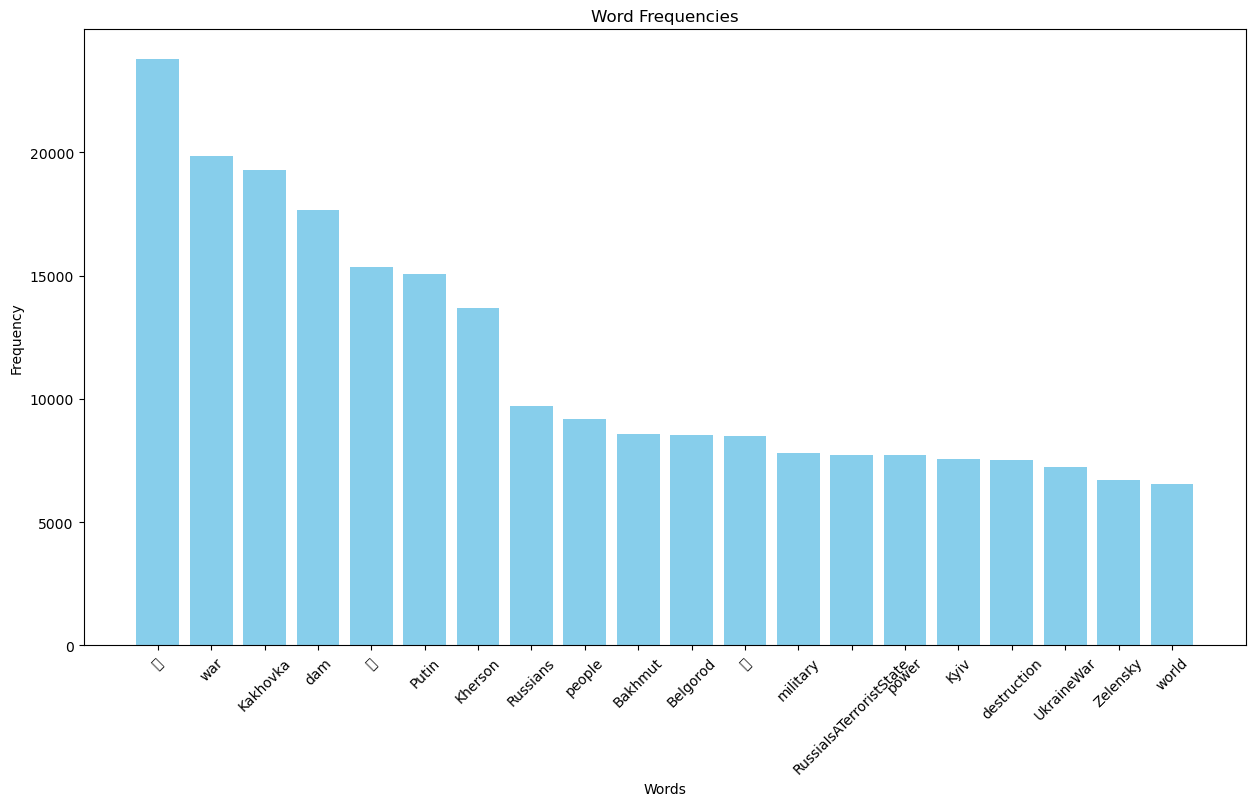 Word Frequencies
Frequency
20000
15000
10000
5000
0
war
Kakhovka
dam
Putin
Kherson
Russians
people
Bakhmut
Belgorod
military
RussiaIsATerroristState
power
Kyiv
destruction
UkraineWar
Zelensky
world
Words